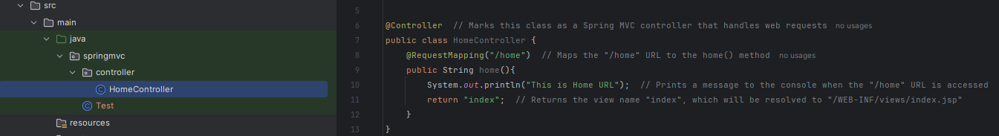 src
main
java
springmvc
controller
HomeController
Test
resources
5
6 @Controller // Marks this class as a Spring MVC controller that handles web requests no usages
7 public class HomeController {
8 @RequestMapping("/home") // Maps the "/home" URL to the home() method no usages
9 public String home(){
10 System.out.println("This is Home URL"); // Prints a message to the console when the "/home" URL is accessed
11 return "index"; // Returns the view name "index", which will be resolved to "/WEB-INF/views/index.jsp"
12 }
13 }